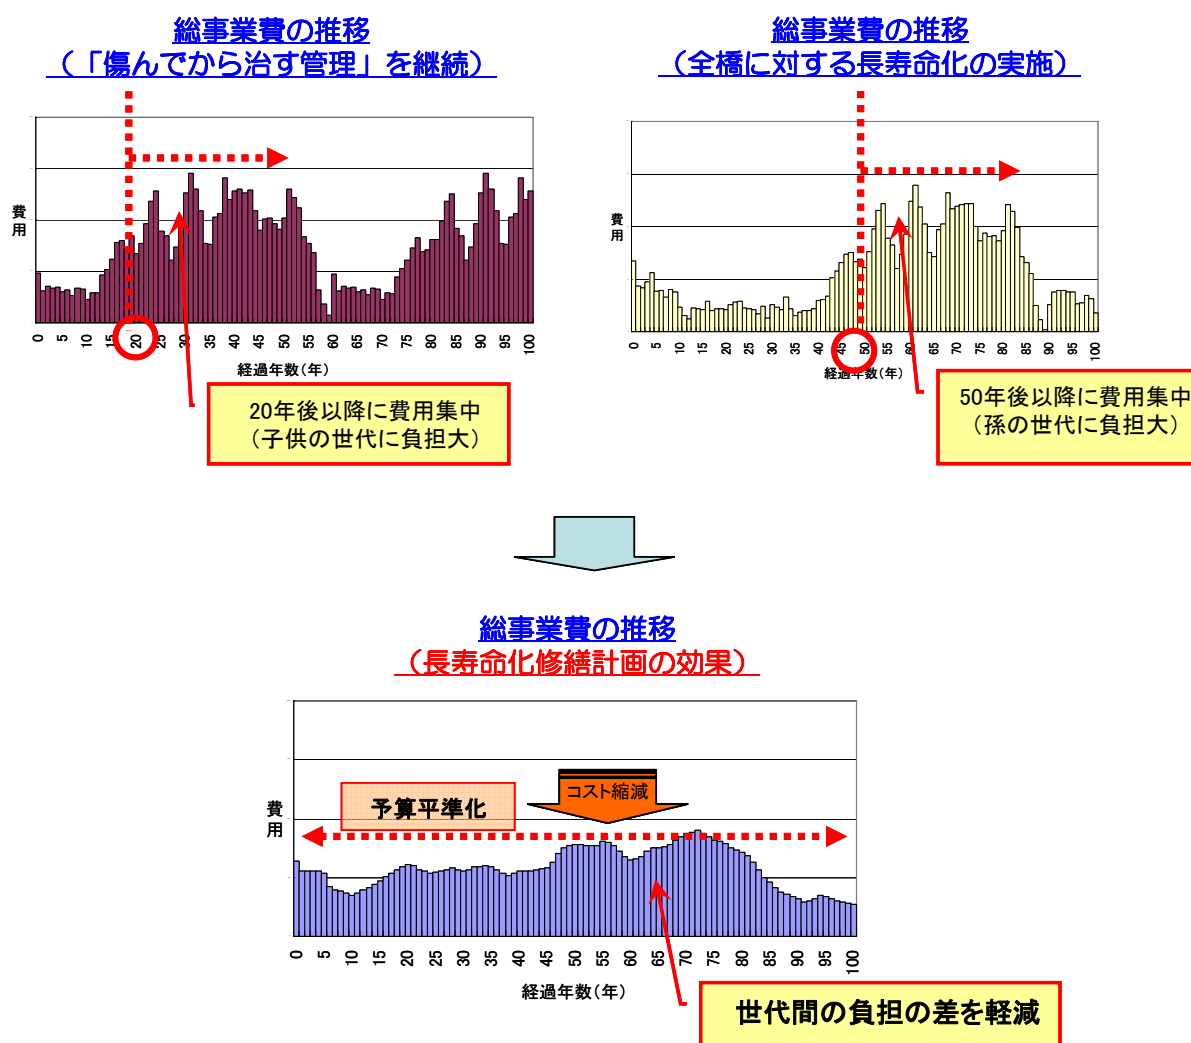 総事業費の推移
（「傷んでから治す管理」を継続）
費用
0 5 10 15 20 25 30 35 40 45 50 55 60 65 70 75 80 85 90 95 100
経過年数(年)
20年後以降に費用集中
（子供の世代に負担大）
総事業費の推移
（全橋に対する長寿命化の実施）
費用
0 5 10 15 20 25 30 35 40 45 50 55 60 65 70 75 80 85 90 95 100
経過年数(年)
50年後以降に費用集中
（孫の世代に負担大）
総事業費の推移
（長寿命化修繕計画の効果）
費用
予算平準化
コスト縮減
0 5 10 15 20 25 30 35 40 45 50 55 60 65 70 75 80 85 90 95 100
経過年数(年)
世代間の負担の差を軽減